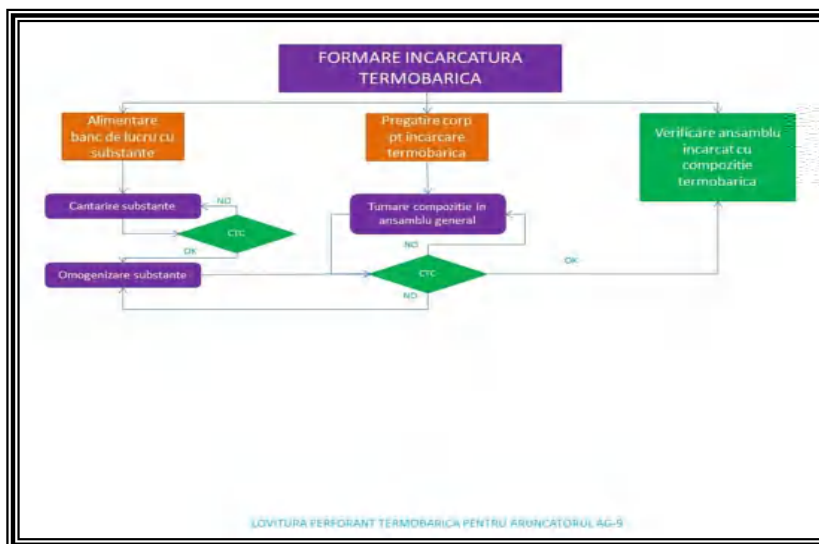 FORMARE INCARCATURA
TERMOBARICA
Alimentare
banc de lucru cu
substante
Pregatire corp
pt incarcare
termobarica
Verificare ansamblu
incarcat cu
compozitie
termobarica
Cantarire substante
NO
CTC
OK
Omogenizare substante
Turnare compozitie in
ansamblu general
NO
CTC
OK
NO
LOVITURA PERFORANT TERMOBARICA PENTRU ARUNCATORUL AG-9